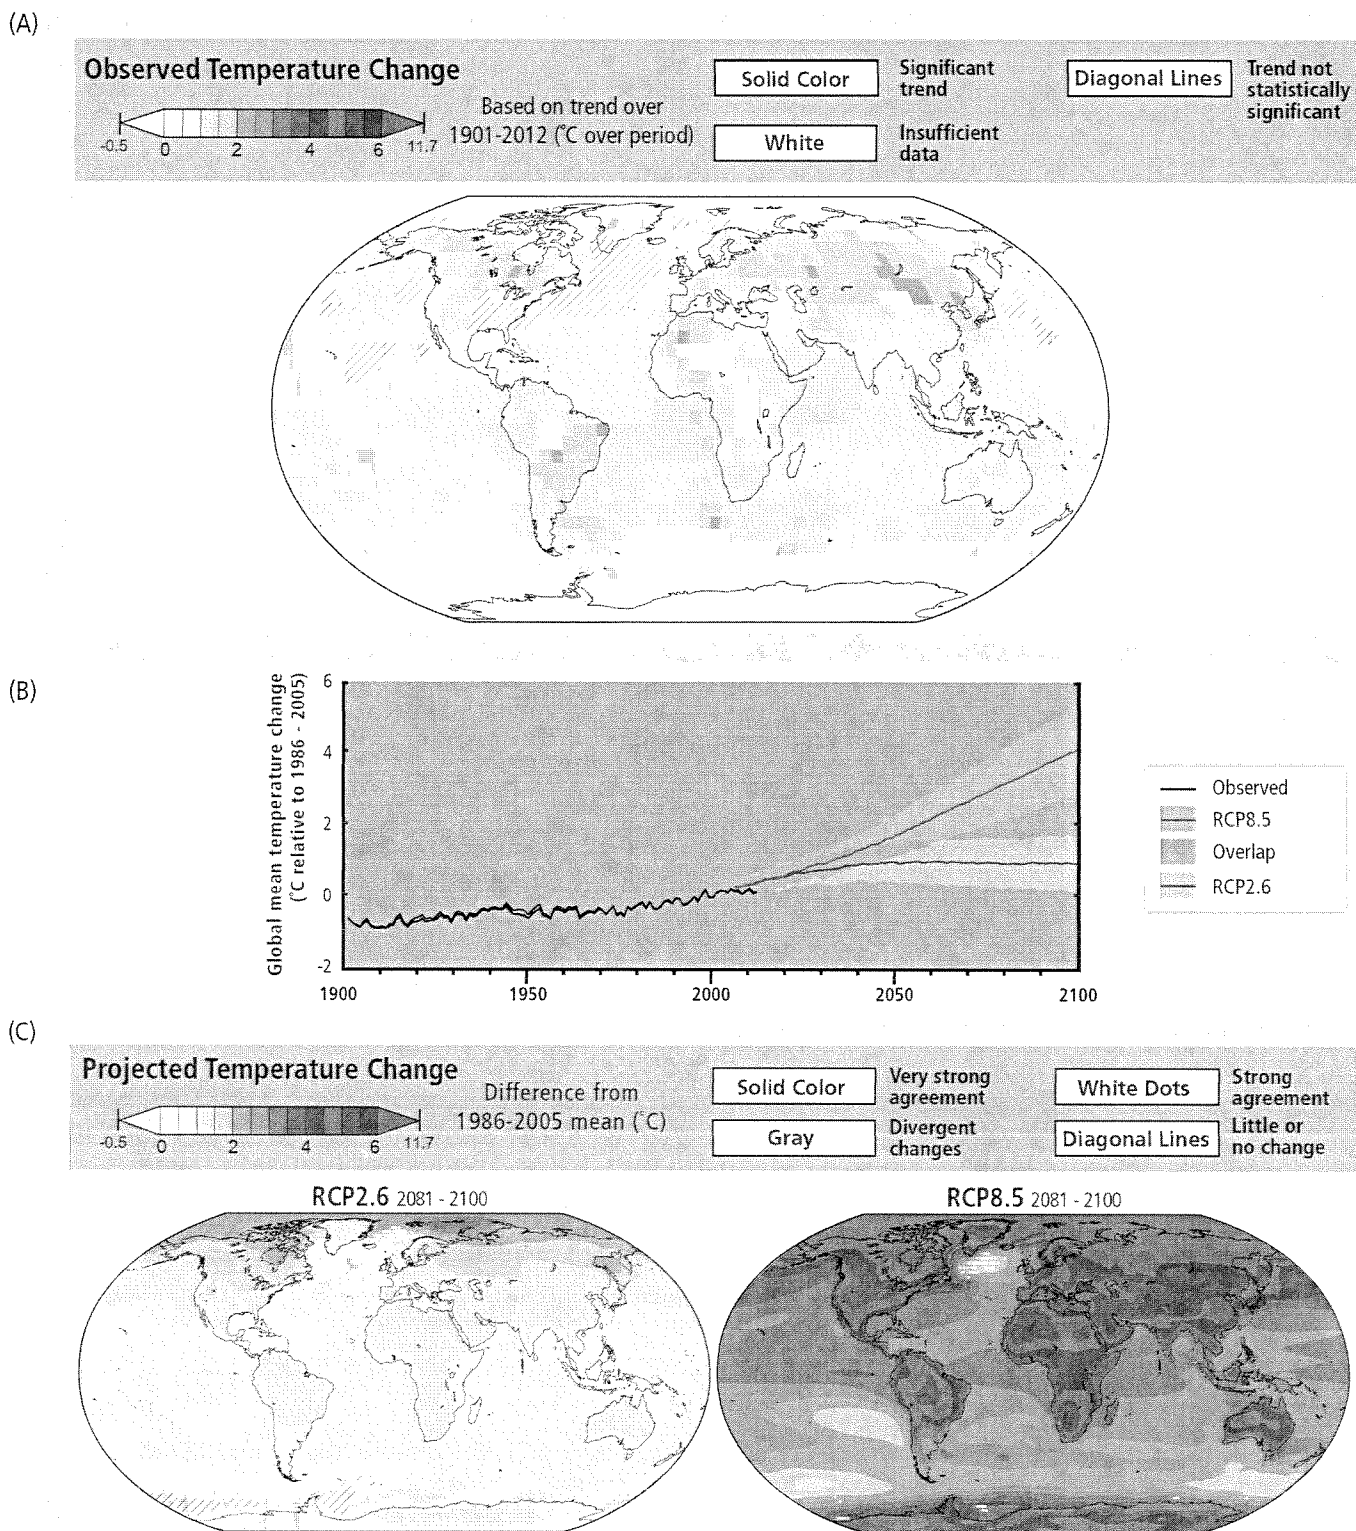 (A)
Observed Temperature Change
-0.5 0 2 4 6 11.7
Based on trend over
1901-2012 (°C over period)
Solid Color
Significant
trend
White
Insufficient
data
Diagonal Lines
Trend not
statistically
significant
(B)
Global mean temperature change
(°C relative to 1986 - 2005)
6
4
2
0
-2
1900 1950 2000 2050 2100
Observed
RCP8.5
Overlap
RCP2.6
(C)
Projected Temperature Change
-0.5 0 2 4 6 11.7
Difference from
1986-2005 mean (°C)
Solid Color
Very strong
agreement
Gray
Divergent
changes
White Dots
Strong
agreement
Diagonal Lines
Little or
no change
RCP2.6 2081 - 2100
RCP8.5 2081 - 2100